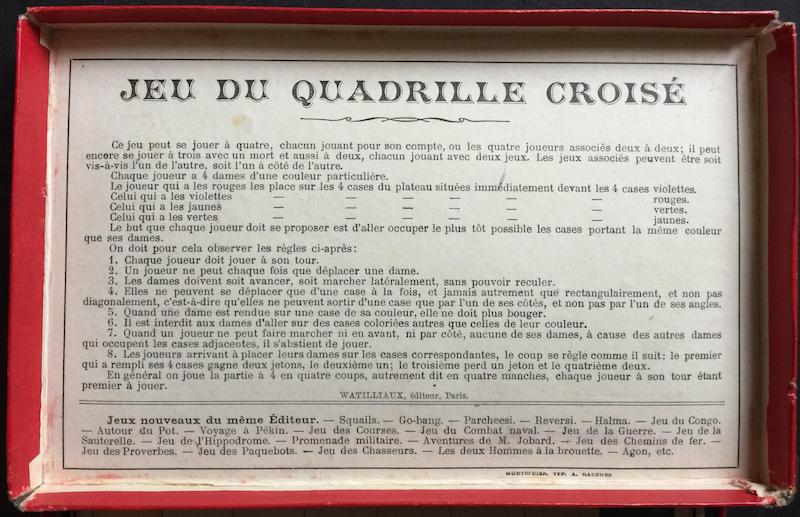 JEU DU QUADRILLE CROISÉ
Ce jeu peut se jouer à quatre, chacun jouant pour son compte, ou les quatre joueurs associés deux à deux; il peut
encore se jouer à trois avec un mort et aussi à deux, chacun jouant avec deux jeux. Les jeux associés peuvent être soit
vis-à-vis l'un de l'autre, soit l'un à côté de l'autre.
Chaque joueur a 4 dames d'une couleur particulière.
Le joueur qui a les rouges les place sur les 4 cases du plateau situées immédiatement devant les 4 cases violettes.
Celui qui a les violettes — — — — — — rouges.
Celui qui a les jaunes — — — — — — vertes.
Celui qui a les vertes — — — — — — jaunes.
Le but que chaque joueur doit se proposer est d'aller occuper le plus tôt possible les cases portant la même couleur
que ses dames.
On doit pour cela observer les règles ci-après:
1. Chaque joueur doit jouer à son tour.
2. Un joueur ne peut chaque fois que déplacer une dame.
3. Les dames doivent soit avancer, soit marcher latéralement, sans pouvoir reculer.
4. Elles ne peuvent se déplacer que d'une case à la fois, et jamais autrement que rectangulairement, et non pas
diagonalement, c'est-à-dire qu'elles ne peuvent sortir d'une case que par l'un de ses côtés, et non pas par l'un de ses angles.
5. Quand une dame est rendue sur une case de sa couleur, elle ne doit plus bouger.
6. Il est interdit aux dames d'aller sur des cases coloriées autres que celles de leur couleur.
7. Quand un joueur ne peut faire marcher ni en avant, ni par côté, aucune de ses dames, à cause des autres dames
qui occupent les cases adjacentes, il s'abstient de jouer.
8. Les joueurs arrivant à placer leurs dames sur les cases correspondantes, le coup se règle comme il suit: le premier
qui a rempli ses 4 cases gagne deux jetons, le deuxième un; le troisième perd un jeton et le quatrième deux.
En général on joue la partie à 4 en quatre coups, autrement dit en quatre manches, chaque joueur à son tour étant
premier à jouer.
WATILLIAUX, éditeur, Paris.
Jeux nouveaux du même Éditeur. — Squails. — Go-bang. — Parcheesi. — Reversi. — Halma. — Jeu du Congo.
— Autour du Pot. — Voyage à Pékin. — Jeu des Courses. — Jeu du Combat naval. — Jeu de la Guerre. — Jeu de la
Sauterelle. — Jeu de l'Hippodrome. — Promenade militaire. — Aventures de M. Jobard. — Jeu des Chemins de fer. —
Jeu des Proverbes. — Jeu des Paquebots. — Jeu des Chasseurs. — Les deux Hommes à la brouette. — Agon, etc.
MONTDIDIER, TYP. A. RADENEZ